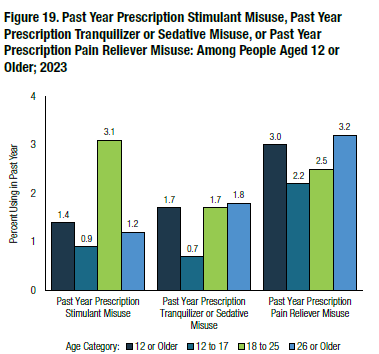 Figure 19. Past Year Prescription Stimulant Misuse, Past Year
Prescription Tranquilizer or Sedative Misuse, or Past Year
Prescription Pain Reliever Misuse: Among People Aged 12 or
Older; 2023
Percent Using in Past Year
4
3
2
1
0
1.4
0.9
3.1
1.2
1.7
0.7
1.7
1.8
3.0
2.2
2.5
3.2
Past Year Prescription
Stimulant Misuse
Past Year Prescription
Tranquilizer or Sedative
Misuse
Past Year Prescription
Pain Reliever Misuse
Age Category: 12 or Older 12 to 17 18 to 25 26 or Older